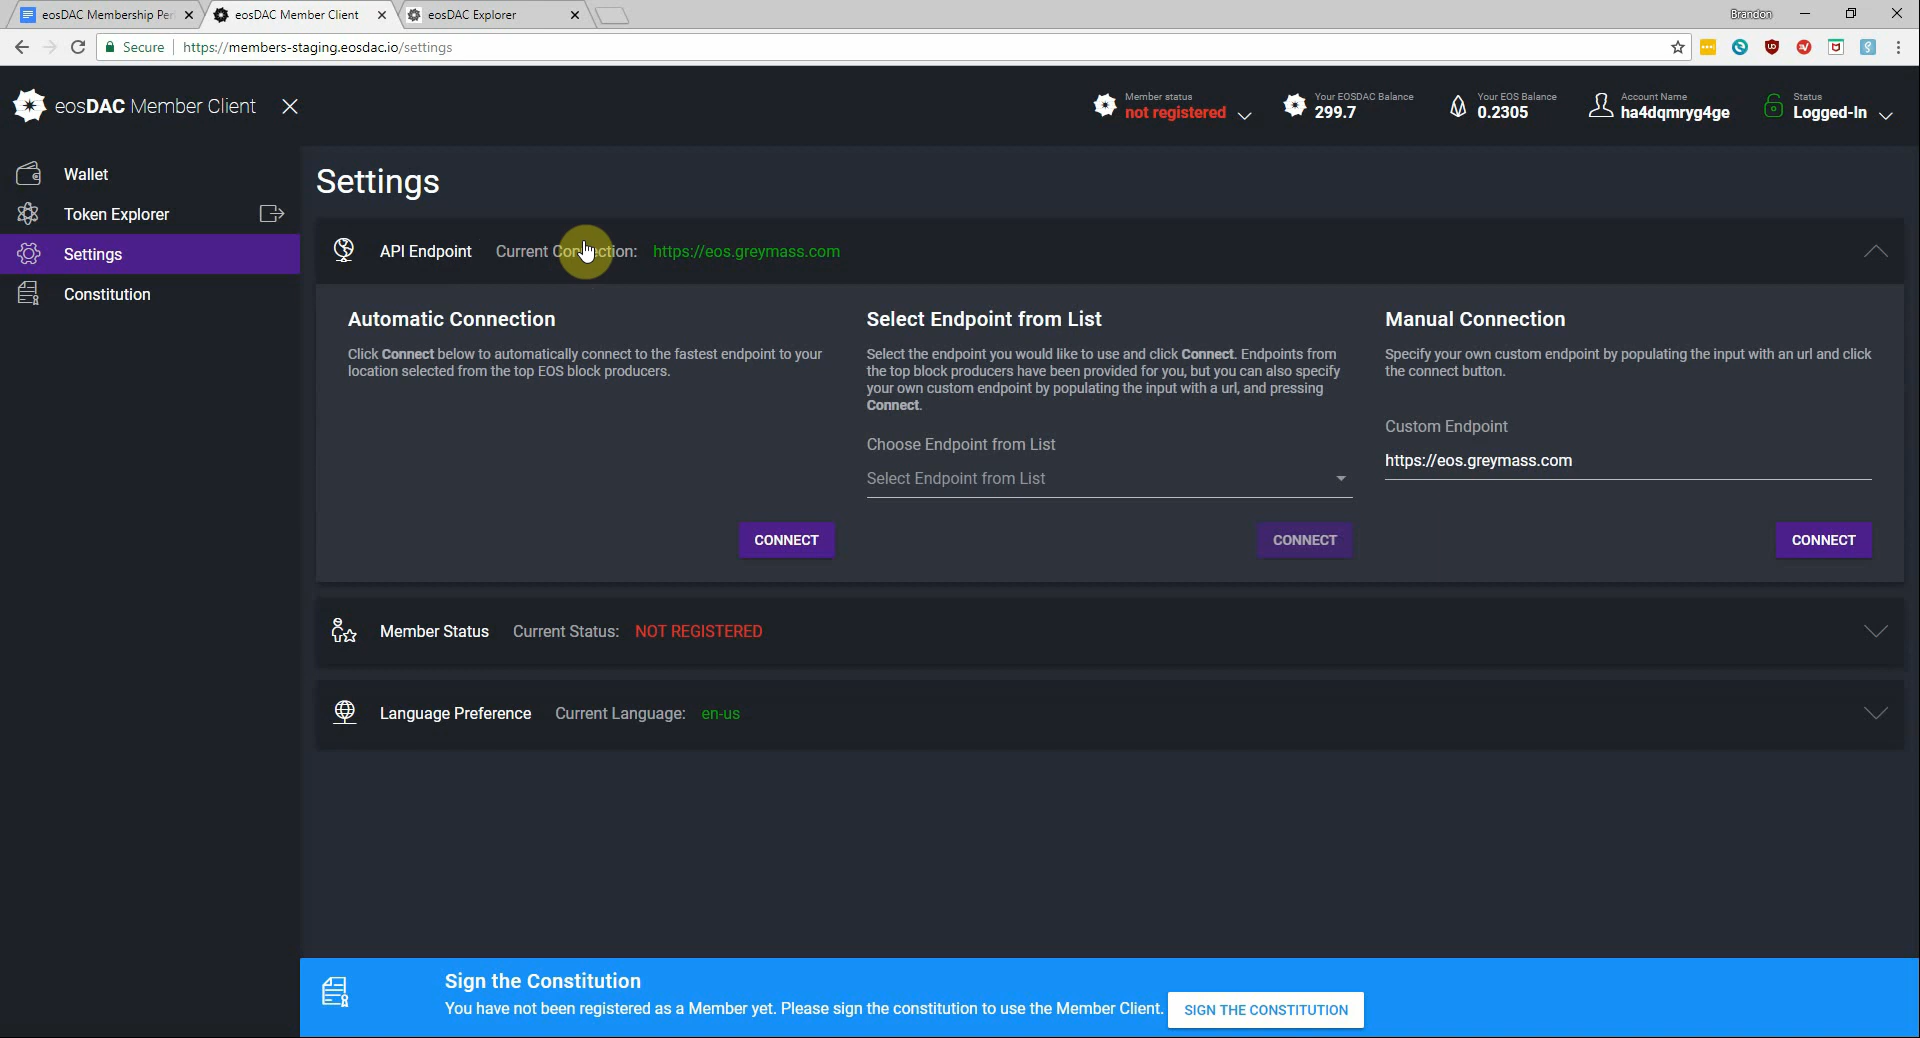 eosDAC Membership Per
eosDAC Member Client
eosDAC Explorer
Brandon
Secure
https://members-staging.eosdac.io/settings
eosDAC Member Client
Member status
not registered
Your EOSDAC Balance
299.7
Your EOS Balance
0.2305
Account Name
ha4dqmryg4ge
Status
Logged-In
Wallet
Token Explorer
Settings
Constitution
Settings
API Endpoint Current Connection: https://eos.greymass.com
Automatic Connection
Click Connect below to automatically connect to the fastest endpoint to your
location selected from the top EOS block producers.
CONNECT
Select Endpoint from List
Select the endpoint you would like to use and click Connect. Endpoints from
the top block producers have been provided for you, but you can also specify
your own custom endpoint by populating the input with a url, and pressing
Connect.
Choose Endpoint from List
Select Endpoint from List
CONNECT
Manual Connection
Specify your own custom endpoint by populating the input with an url and click
the connect button.
Custom Endpoint
https://eos.greymass.com
CONNECT
Member Status Current Status: NOT REGISTERED
Language Preference Current Language: en-us
Sign the Constitution
You have not been registered as a Member yet. Please sign the constitution to use the Member Client.
SIGN THE CONSTITUTION